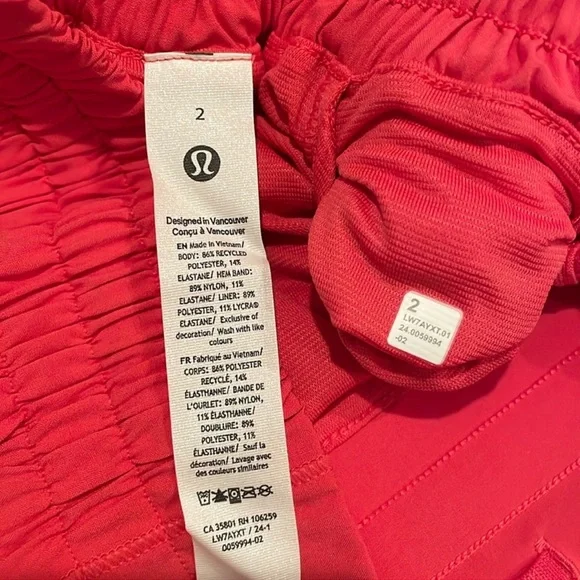 2
Designed in Vancouver
Conçu à Vancouver
EN Made in Vietnam/
BODY: 86% RECYCLED
POLYESTER, 14%
ELASTANE/ HEM BAND:
89% NYLON, 11%
ELASTANE/ LINER: 89%
POLYESTER, 11% LYCRA®
ELASTANE/ Exclusive of
decoration/ Wash with like
colours
FR Fabriqué au Vietnam/
CORPS: 86% POLYESTER
RECYCLÉ, 14%
ÉLASTHANNE/ BANDE DE
L'OURLET: 89% NYLON,
11% ÉLASTHANNE/
DOUBLURE: 89%
POLYESTER, 11%
ÉLASTHANNE/ Sauf la
décoration/ Lavage avec
des couleurs similaires
CA 35801 RN 106259
LW7AYXT / 24-1
0059994-02
2
LW7AYXT.01
24.0059994
-02